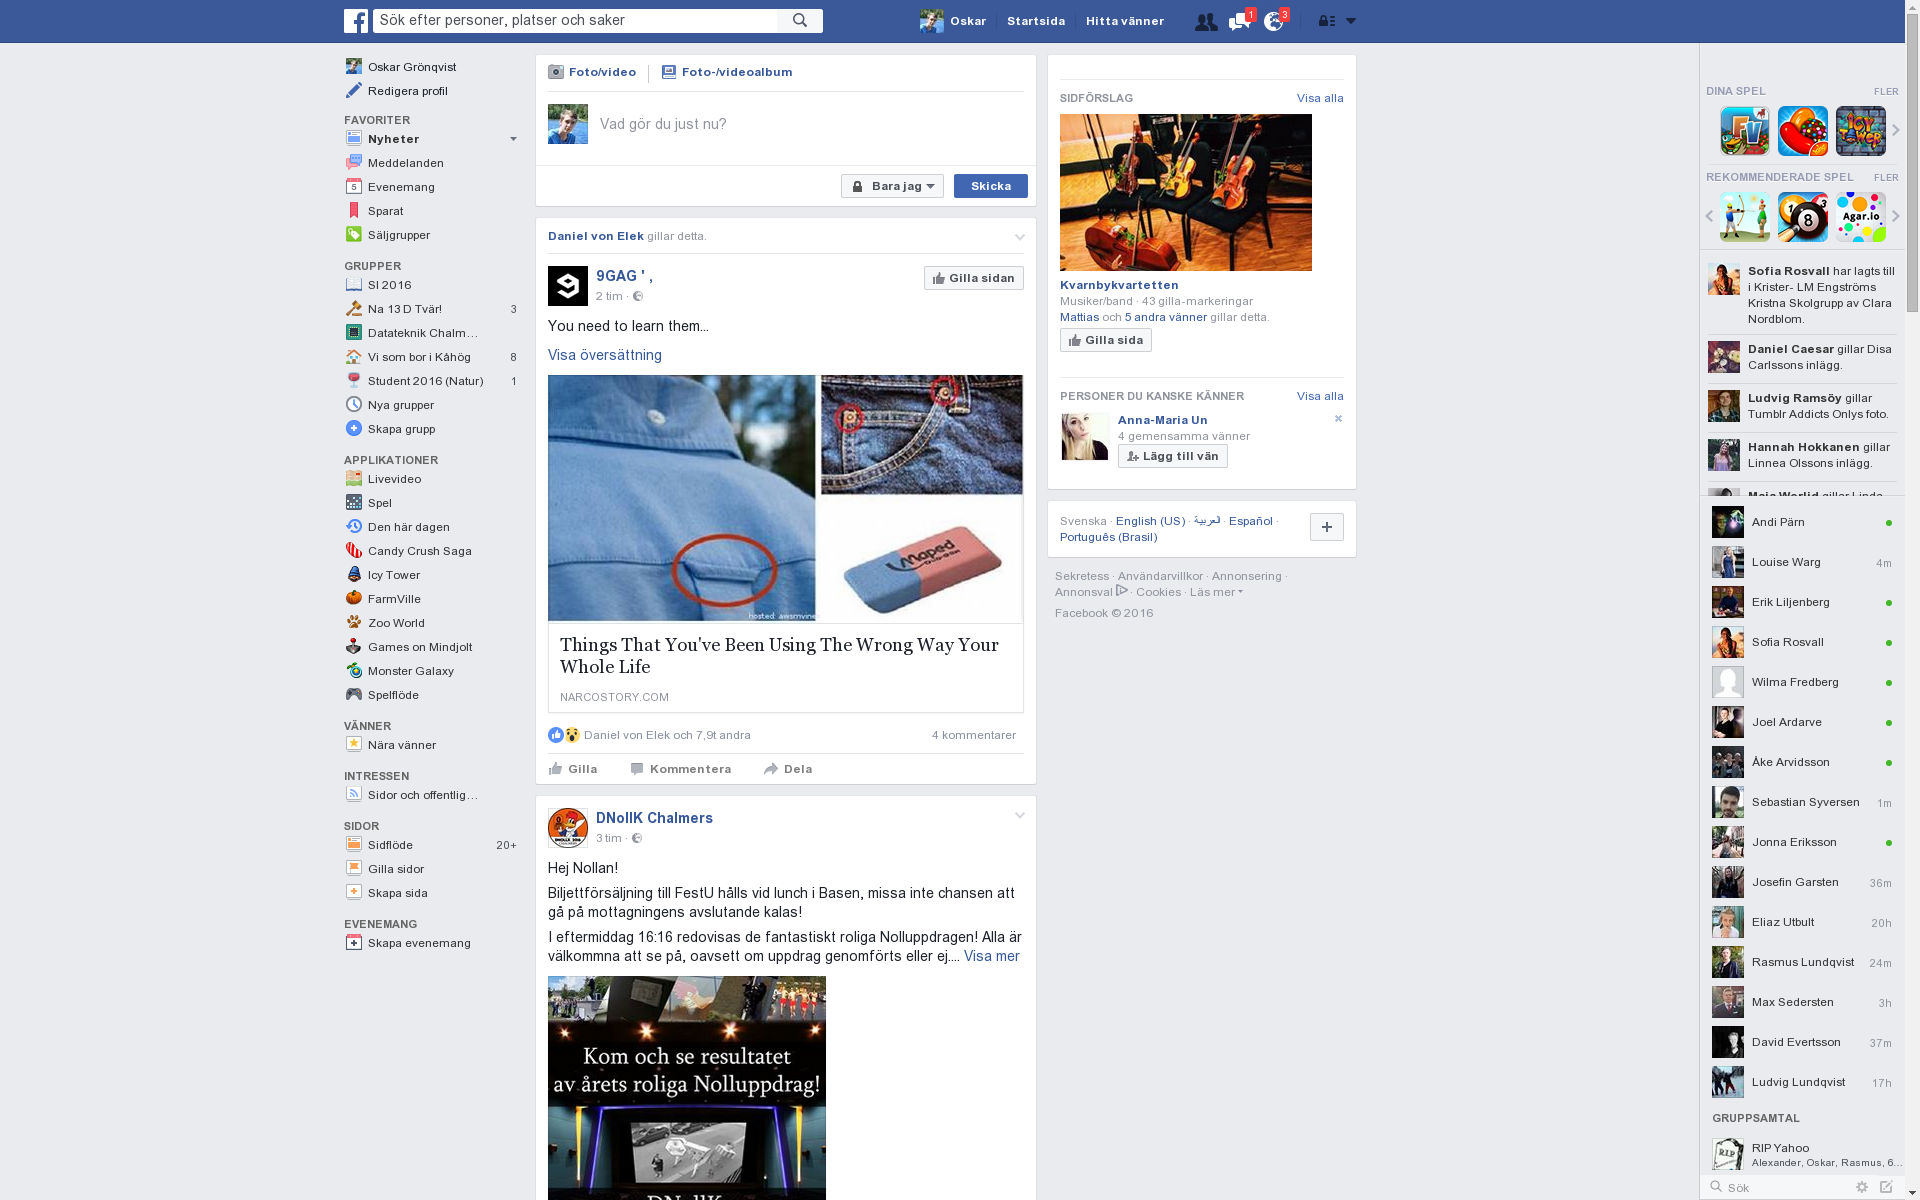 Sök efter personer, platser och saker
Oskar
Startsida
Hitta vänner
1
3
Oskar Grönqvist
Redigera profil
FAVORITER
Nyheter
Meddelanden
5
Evenemang
Sparat
Säljgrupper
GRUPPER
SI 2016
Na 13 D Tvär! 3
Datateknik Chalm...
Vi som bor i Kåhög 8
Student 2016 (Natur) 1
Nya grupper
Skapa grupp
APPLIKATIONER
Livevideo
Spel
Den här dagen
Candy Crush Saga
Icy Tower
FarmVille
Zoo World
Games on Mindjolt
Monster Galaxy
Spelflöde
VÄNNER
Nära vänner
INTRESSEN
Sidor och offentlig...
SIDOR
Sidflöde 20+
Gilla sidor
Skapa sida
EVENEMANG
Skapa evenemang
Foto/video
Foto-/videoalbum
Vad gör du just nu?
Bara jag
Skicka
Daniel von Elek gillar detta.
9GAG ' ,
2 tim ·
Gilla sidan
You need to learn them...
Visa översättning
Maped
hosted: awsmvine
Things That You've Been Using The Wrong Way Your
Whole Life
NARCOSTORY.COM
Daniel von Elek och 7,9t andra
4 kommentarer
Gilla
Kommentera
Dela
DNollK Chalmers
3 tim ·
Hej Nollan!
Biljettförsäljning till FestU hålls vid lunch i Basen, missa inte chansen att
gå på mottagningens avslutande kalas!
I eftermiddag 16:16 redovisas de fantastiskt roliga Nolluppdragen! Alla är
välkommna att se på, oavsett om uppdrag genomförts eller ej.... Visa mer
Kom och se resultatet
av årets roliga Nolluppdrag!
DNollK
SIDFÖRSLAG
Visa alla
Kvarnbykvartetten
Musiker/band · 43 gilla-markeringar
Mattias och 5 andra vänner gillar detta.
Gilla sida
PERSONER DU KANSKE KÄNNER
Visa alla
Anna-Maria Un
4 gemensamma vänner
Lägg till vän
Svenska · English (US) · العربية · Español ·
Português (Brasil)
Sekretess · Användarvillkor · Annonsering ·
Annonsval · Cookies · Läs mer
Facebook © 2016
DINA SPEL
FLER
FV
ICY TOWER
REKOMMENDERADE SPEL
FLER
1 8 3
Agar.io
Sofia Rosvall har lagts till
i Krister- LM Engströms
Kristna Skolgrupp av Clara
Nordblom.
Daniel Caesar gillar Disa
Carlssons inlägg.
Ludvig Ramsöy gillar
Tumblr Addicts Onlys foto.
Hannah Hokkanen gillar
Linnea Olssons inlägg.
Andi Pärn
Louise Warg 4m
Erik Liljenberg
Sofia Rosvall
Wilma Fredberg
Joel Ardarve
Åke Arvidsson
Sebastian Syversen 1m
Jonna Eriksson
Josefin Garsten 36m
Eliaz Utbult 20h
Rasmus Lundqvist 24m
Max Sedersten 3h
David Evertsson 37m
Ludvig Lundqvist 17h
GRUPPSAMTAL
R.I.P
RIP Yahoo
Alexander, Oskar, Rasmus, 6...
Sök